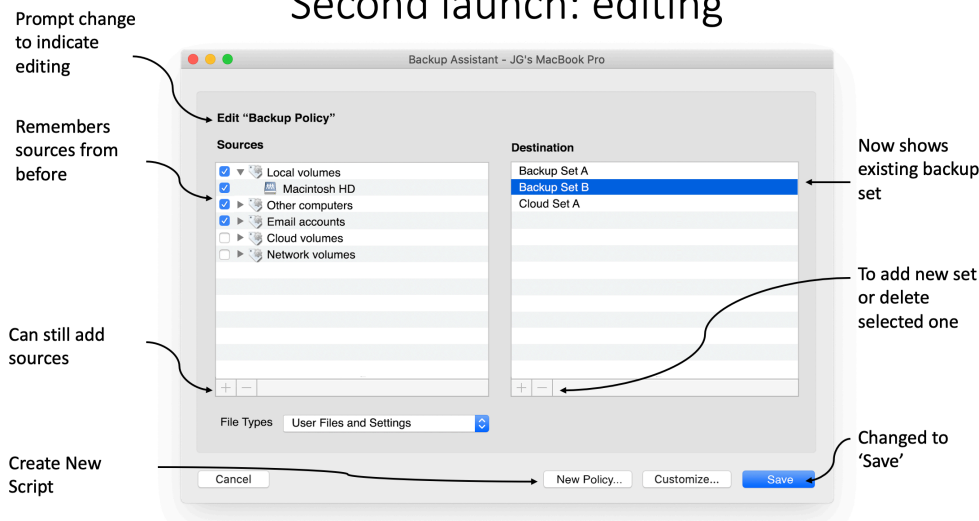 Second launch: editing
Prompt change
to indicate
editing
Backup Assistant - JG's MacBook Pro
Edit “Backup Policy”
Remembers
sources from
before
Sources
Local volumes
Macintosh HD
Other computers
Email accounts
Cloud volumes
Network volumes
Destination
Backup Set A
Backup Set B
Cloud Set A
Now shows
existing backup
set
To add new set
or delete
selected one
Can still add
sources
+ −
+ −
File Types User Files and Settings
Create New
Script
Changed to
‘Save’
Cancel
New Policy...
Customize...
Save